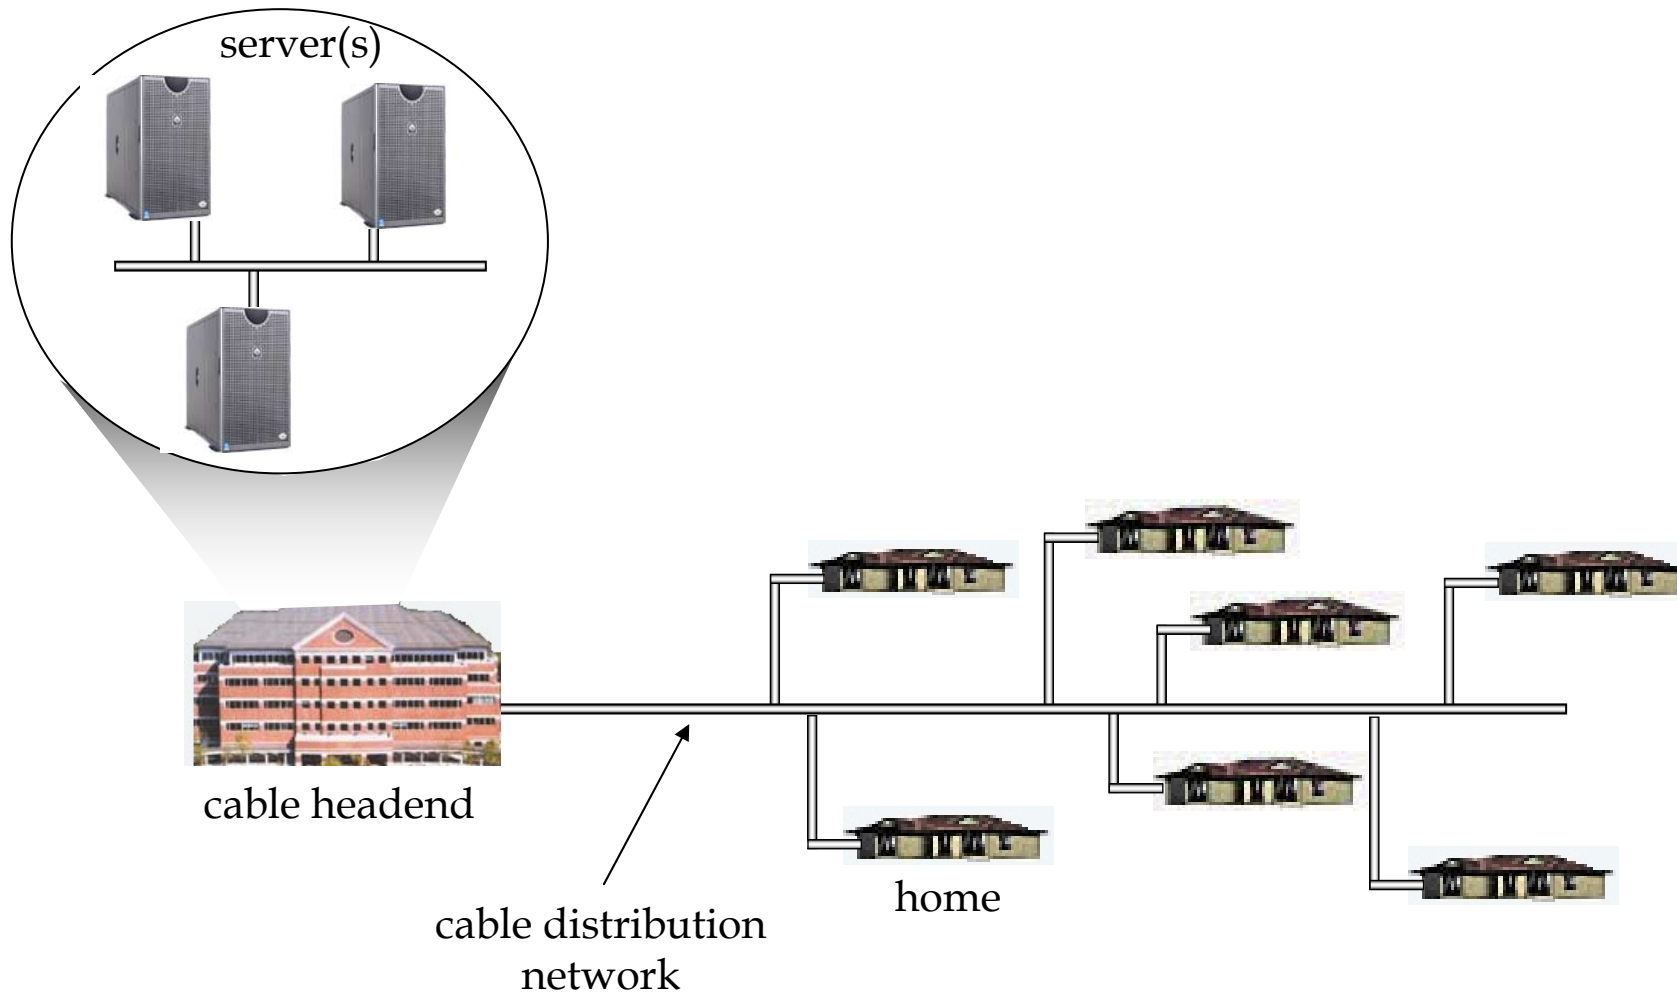 server(s)
cable headend
home
cable distribution
network